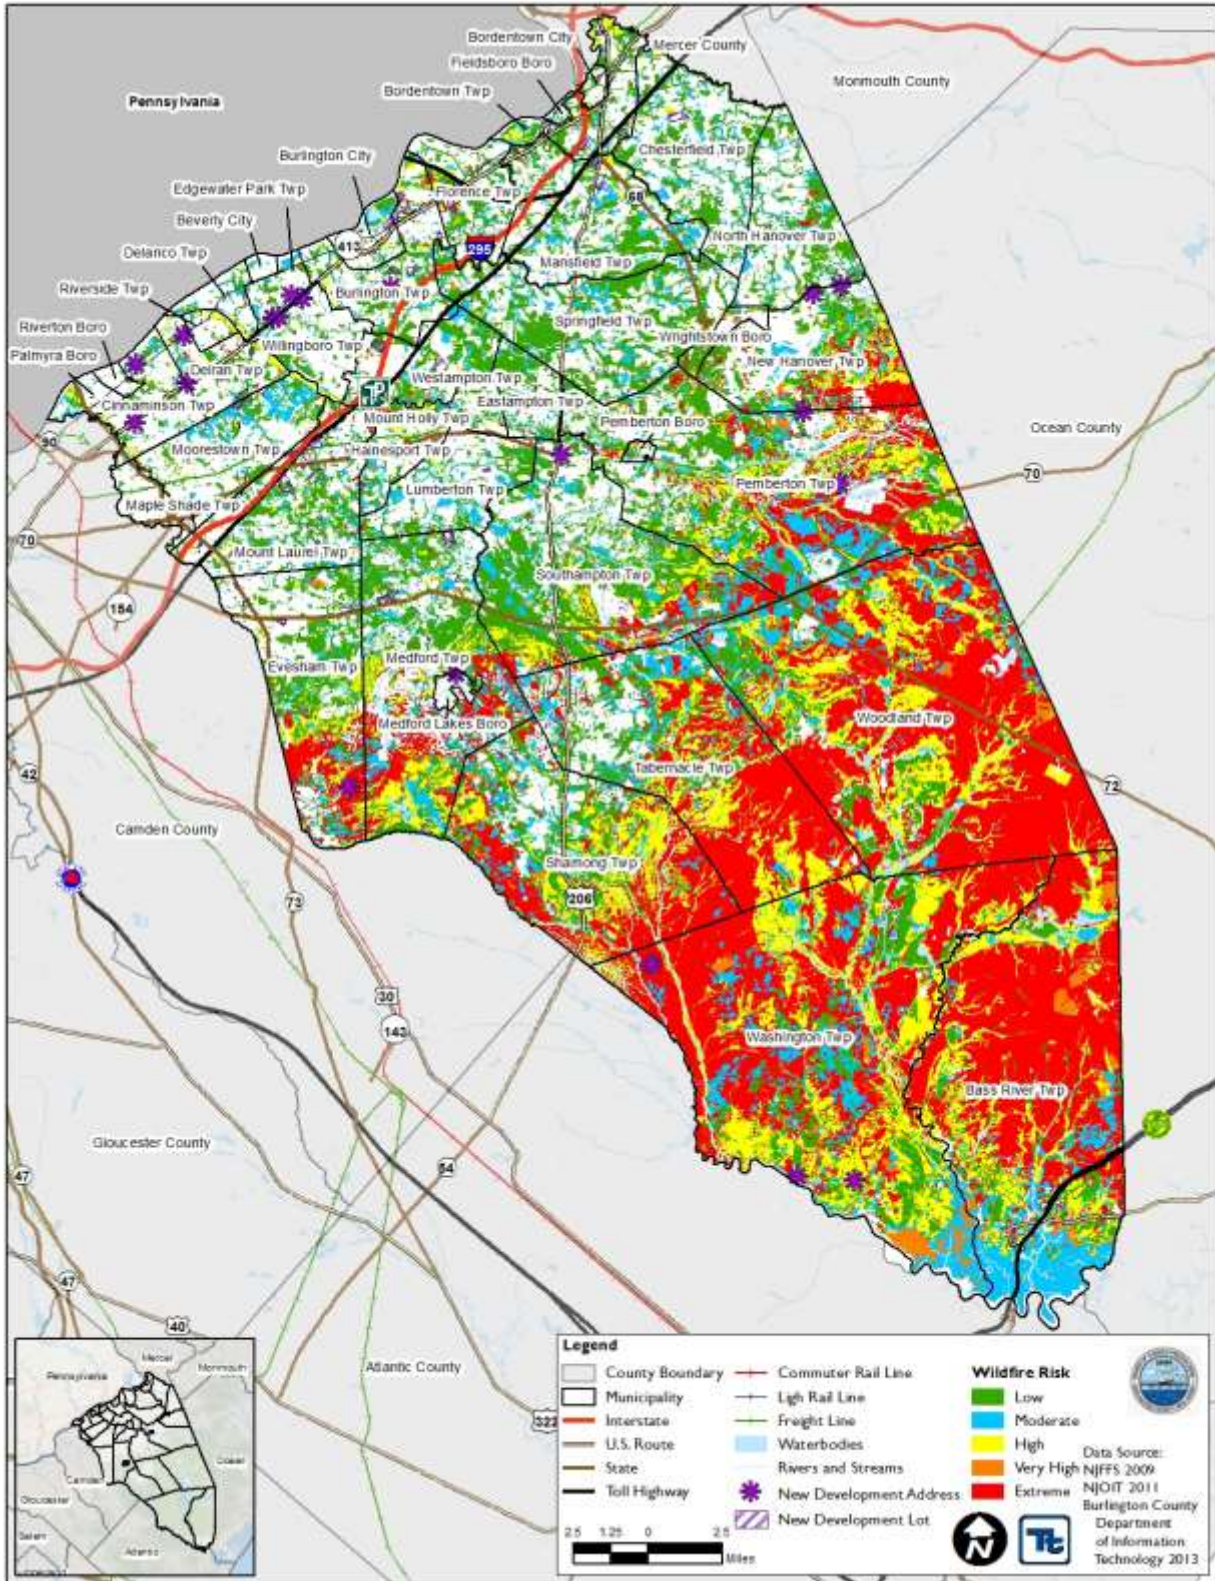 Bordentown City
Mercer County
Fieldsboro Boro
Monmouth County
Bordentown Twp
Pennsylvania
Chesterfield Twp
Burlington City
Florence Twp
Edgewater Park Twp
68
Beverly City
North Hanover Twp
413
295
Delanco Twp
Mansfield Twp
Riverside Twp
Burlington Twp
Springfield Twp
Riverton Boro
Willingboro Twp
Wrightstown Boro
Palmyra Boro
New Hanover Twp
Delran Twp
Westampton Twp
Cinnaminson Twp
Eastampton Twp
Mount Holly Twp
Pemberton Boro
Ocean County
90
Moorestown Twp
Hainesport Twp
70
Pemberton Twp
Lumberton Twp
Maple Shade Twp
70
Mount Laurel Twp
Southampton Twp
154
Evesham Twp
Medford Twp
Woodland Twp
Medford Lakes Boro
Tabernacle Twp
42
72
Camden County
Shamong Twp
206
73
30
143
Washington Twp
Bass River Twp
Gloucester County
54
47
47
40
Atlantic County
322
Mercer
Monmouth
Pennsylvania
Ocean
Camden
Gloucester
Salem
Atlantic
Legend
County Boundary
Municipality
Interstate
U.S. Route
State
Toll Highway
Commuter Rail Line
Ligh Rail Line
Freight Line
Waterbodies
Rivers and Streams
New Development Address
New Development Lot
Wildfire Risk
Low
Moderate
High
Very High
Extreme
Data Source:
NJFFS 2009
NJOIT 2011
Burlington County
Department
of Information
Technology 2013
2.5 1.25 0 2.5
Miles
N
Tt